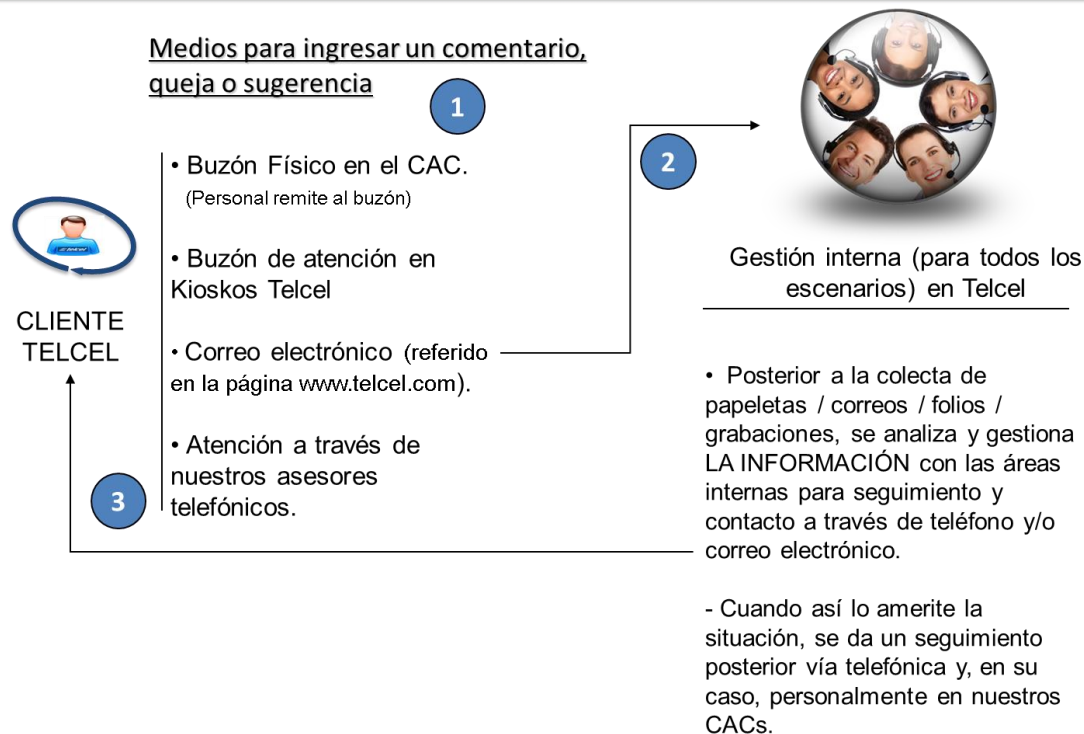 Medios para ingresar un comentario,
queja o sugerencia
1
• Buzón Físico en el CAC.
(Personal remite al buzón)
• Buzón de atención en
Kioskos Telcel
• Correo electrónico (referido
en la página www.telcel.com).
• Atención a través de
nuestros asesores
telefónicos.
CLIENTE
TELCEL
2
Gestión interna (para todos los
escenarios) en Telcel
• Posterior a la colecta de
papeletas / correos / folios /
grabaciones, se analiza y gestiona
LA INFORMACIÓN con las áreas
internas para seguimiento y
contacto a través de teléfono y/o
correo electrónico.
- Cuando así lo amerite la
situación, se da un seguimiento
posterior vía telefónica y, en su
caso, personalmente en nuestros
CACs.
3